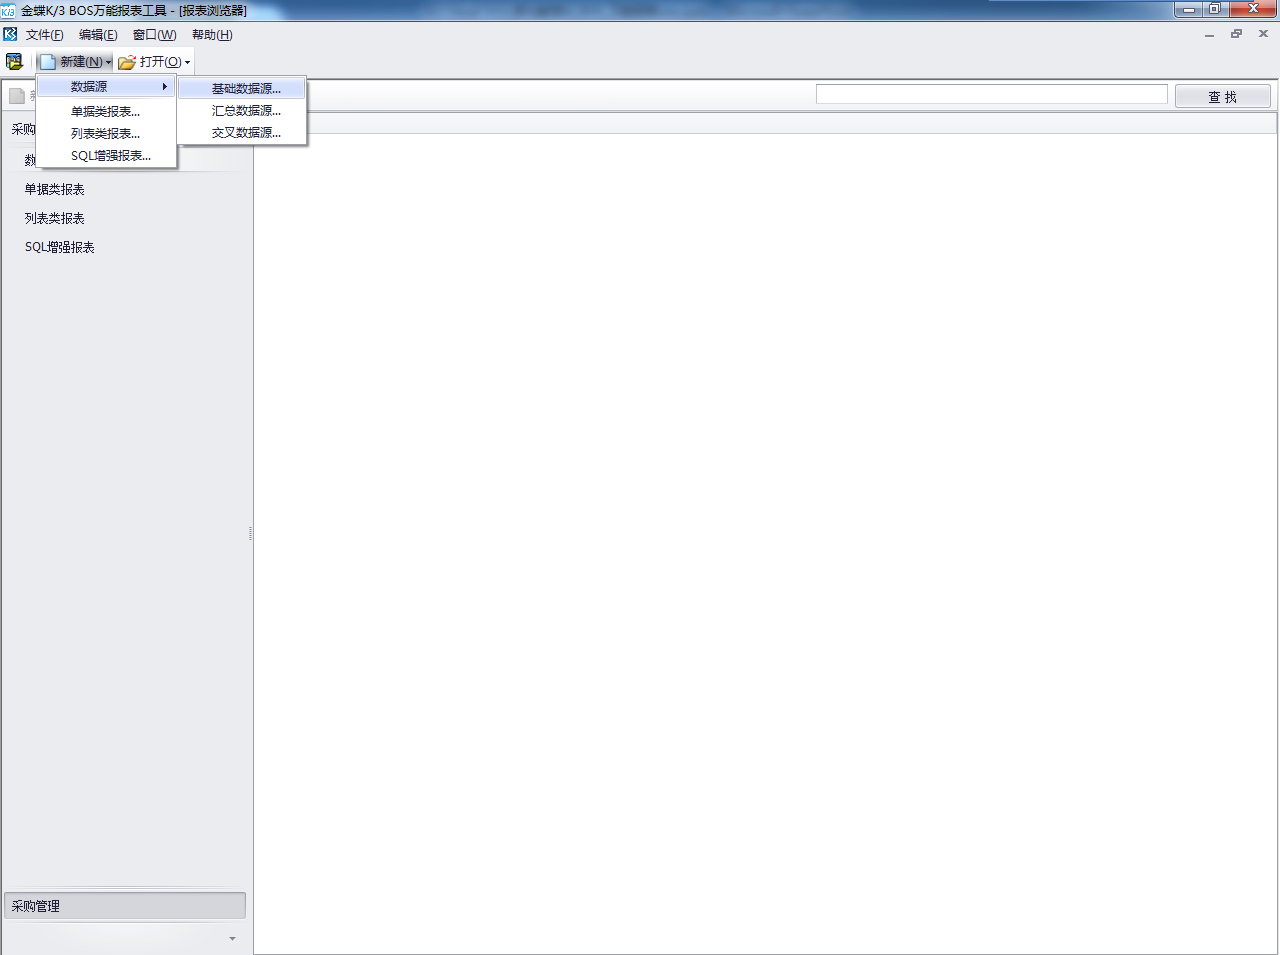 金蝶K/3 BOS万能报表工具 - [报表浏览器]
文件(F) 编辑(E) 窗口(W) 帮助(H)
新建(N) 打开(O)
数据源 基础数据源...
查 找
单据类报表... 汇总数据源...
采购
列表类报表... 交叉数据源...
SQL增强报表...
数
单据类报表
列表类报表
SQL增强报表
采购管理